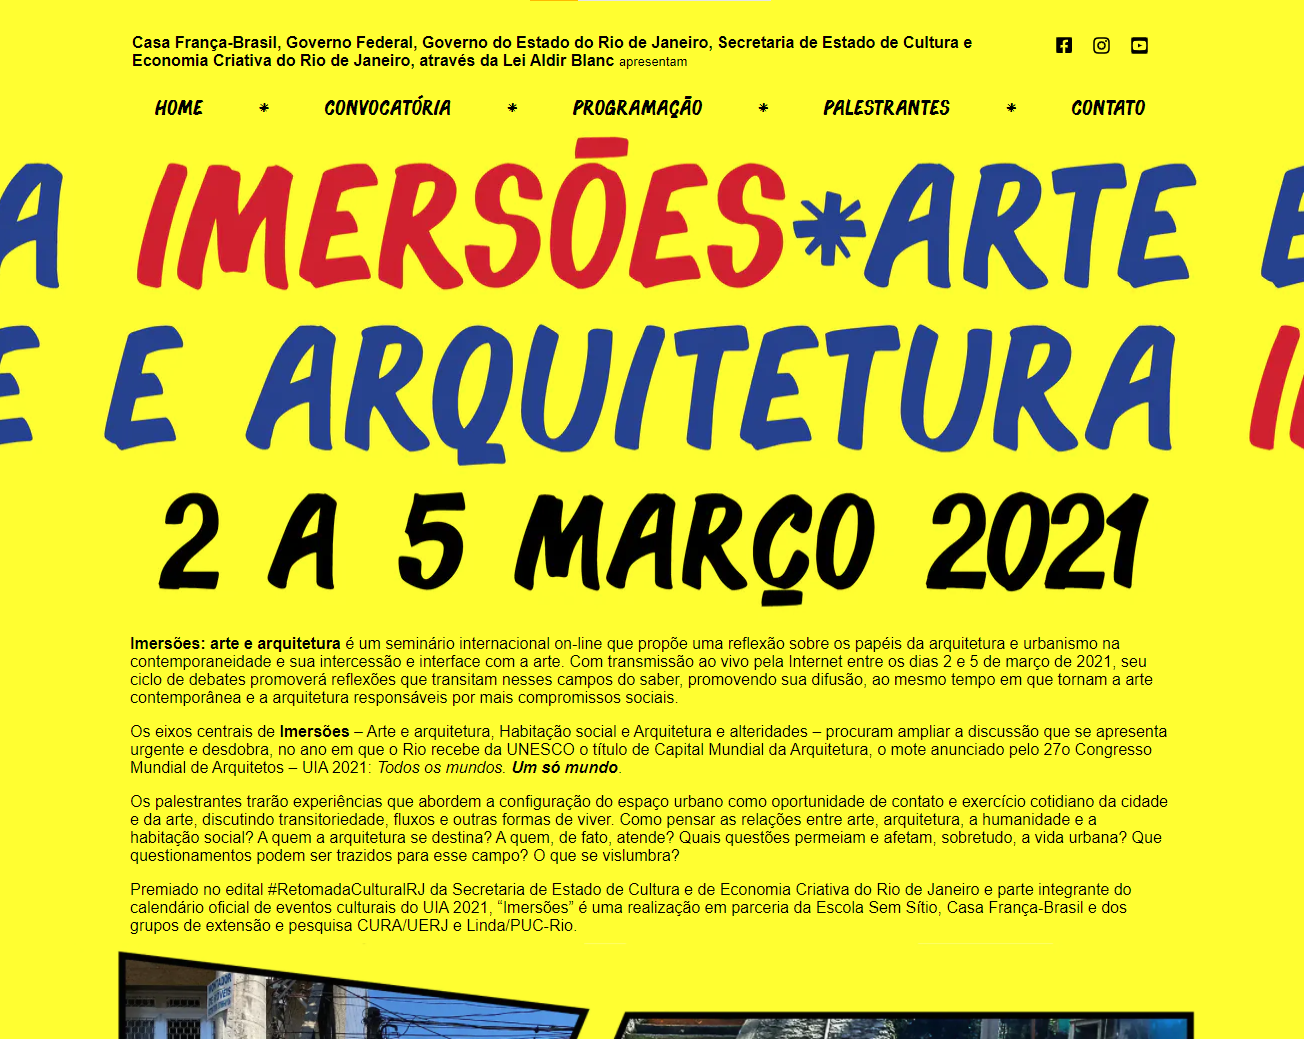 Casa França-Brasil, Governo Federal, Governo do Estado do Rio de Janeiro, Secretaria de Estado de Cultura e
Economia Criativa do Rio de Janeiro, através da Lei Aldir Blanc apresentam
HOME * CONVOCATÓRIA * PROGRAMAÇÃO * PALESTRANTES * CONTATO
A IMERSÕES*ARTE E
E E ARQUITETURA I
2 A 5 MARÇO 2021
Imersões: arte e arquitetura é um seminário internacional on-line que propõe uma reflexão sobre os papéis da arquitetura e urbanismo na
contemporaneidade e sua intercessão e interface com a arte. Com transmissão ao vivo pela Internet entre os dias 2 e 5 de março de 2021, seu
ciclo de debates promoverá reflexões que transitam nesses campos do saber, promovendo sua difusão, ao mesmo tempo em que tornam a arte
contemporânea e a arquitetura responsáveis por mais compromissos sociais.
Os eixos centrais de Imersões – Arte e arquitetura, Habitação social e Arquitetura e alteridades – procuram ampliar a discussão que se apresenta
urgente e desdobra, no ano em que o Rio recebe da UNESCO o título de Capital Mundial da Arquitetura, o mote anunciado pelo 27o Congresso
Mundial de Arquitetos – UIA 2021: Todos os mundos. Um só mundo.
Os palestrantes trarão experiências que abordem a configuração do espaço urbano como oportunidade de contato e exercício cotidiano da cidade
e da arte, discutindo transitoriedade, fluxos e outras formas de viver. Como pensar as relações entre arte, arquitetura, a humanidade e a
habitação social? A quem a arquitetura se destina? A quem, de fato, atende? Quais questões permeiam e afetam, sobretudo, a vida urbana? Que
questionamentos podem ser trazidos para esse campo? O que se vislumbra?
Premiado no edital #RetomadaCulturalRJ da Secretaria de Estado de Cultura e de Economia Criativa do Rio de Janeiro e parte integrante do
calendário oficial de eventos culturais do UIA 2021, “Imersões” é uma realização em parceria da Escola Sem Sítio, Casa França-Brasil e dos
grupos de extensão e pesquisa CURA/UERJ e Linda/PUC-Rio.
MONTADOR
DE MÓVEIS